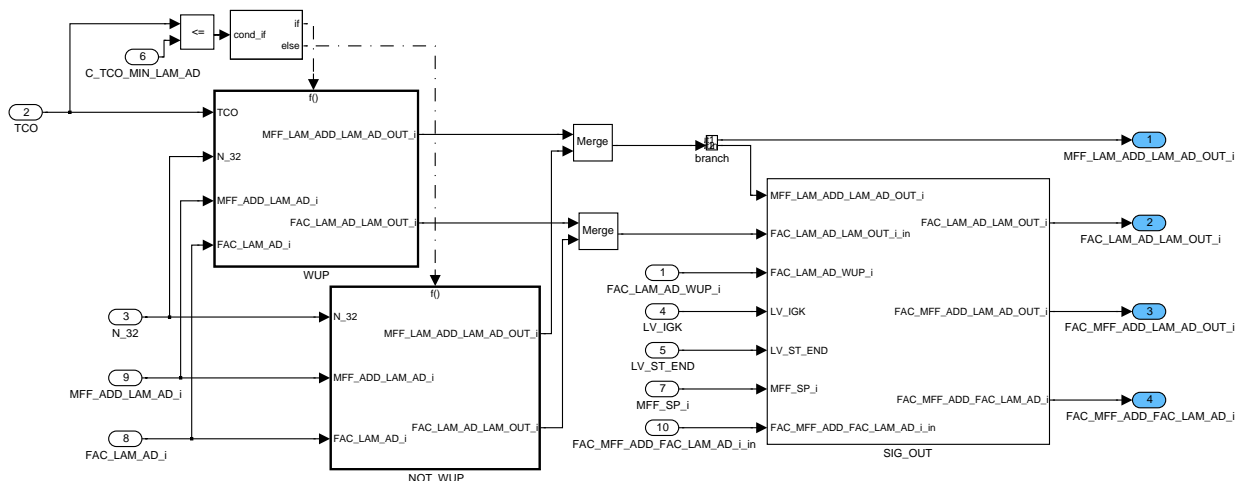 if
<=
cond_if
else
6
C_TCO_MIN_LAM_AD
f()
2
TCO
TCO
MFF_LAM_ADD_LAM_AD_OUT_i
Merge
branch
1
MFF_LAM_ADD_LAM_AD_OUT_i
N_32
MFF_ADD_LAM_AD_i
MFF_LAM_ADD_LAM_AD_OUT_i
FAC_LAM_AD_LAM_OUT_i
Merge
FAC_LAM_AD_LAM_OUT_i
2
FAC_LAM_AD_LAM_OUT_i
FAC_LAM_AD_LAM_OUT_i_in
FAC_LAM_AD_i
WUP
1
FAC_LAM_AD_WUP_i
FAC_LAM_AD_WUP_i
f()
3
N_32
N_32
MFF_LAM_ADD_LAM_AD_OUT_i
4
LV_IGK
LV_IGK
FAC_MFF_ADD_LAM_AD_OUT_i
3
FAC_MFF_ADD_LAM_AD_OUT_i
5
LV_ST_END
LV_ST_END
9
MFF_ADD_LAM_AD_i
MFF_ADD_LAM_AD_i
7
MFF_SP_i
MFF_SP_i
FAC_MFF_ADD_FAC_LAM_AD_i
4
FAC_MFF_ADD_FAC_LAM_AD_i
FAC_LAM_AD_LAM_OUT_i
10
FAC_MFF_ADD_FAC_LAM_AD_i_in
FAC_MFF_ADD_FAC_LAM_AD_i_in
8
FAC_LAM_AD_i
FAC_LAM_AD_i
SIG_OUT
NOT_WUP